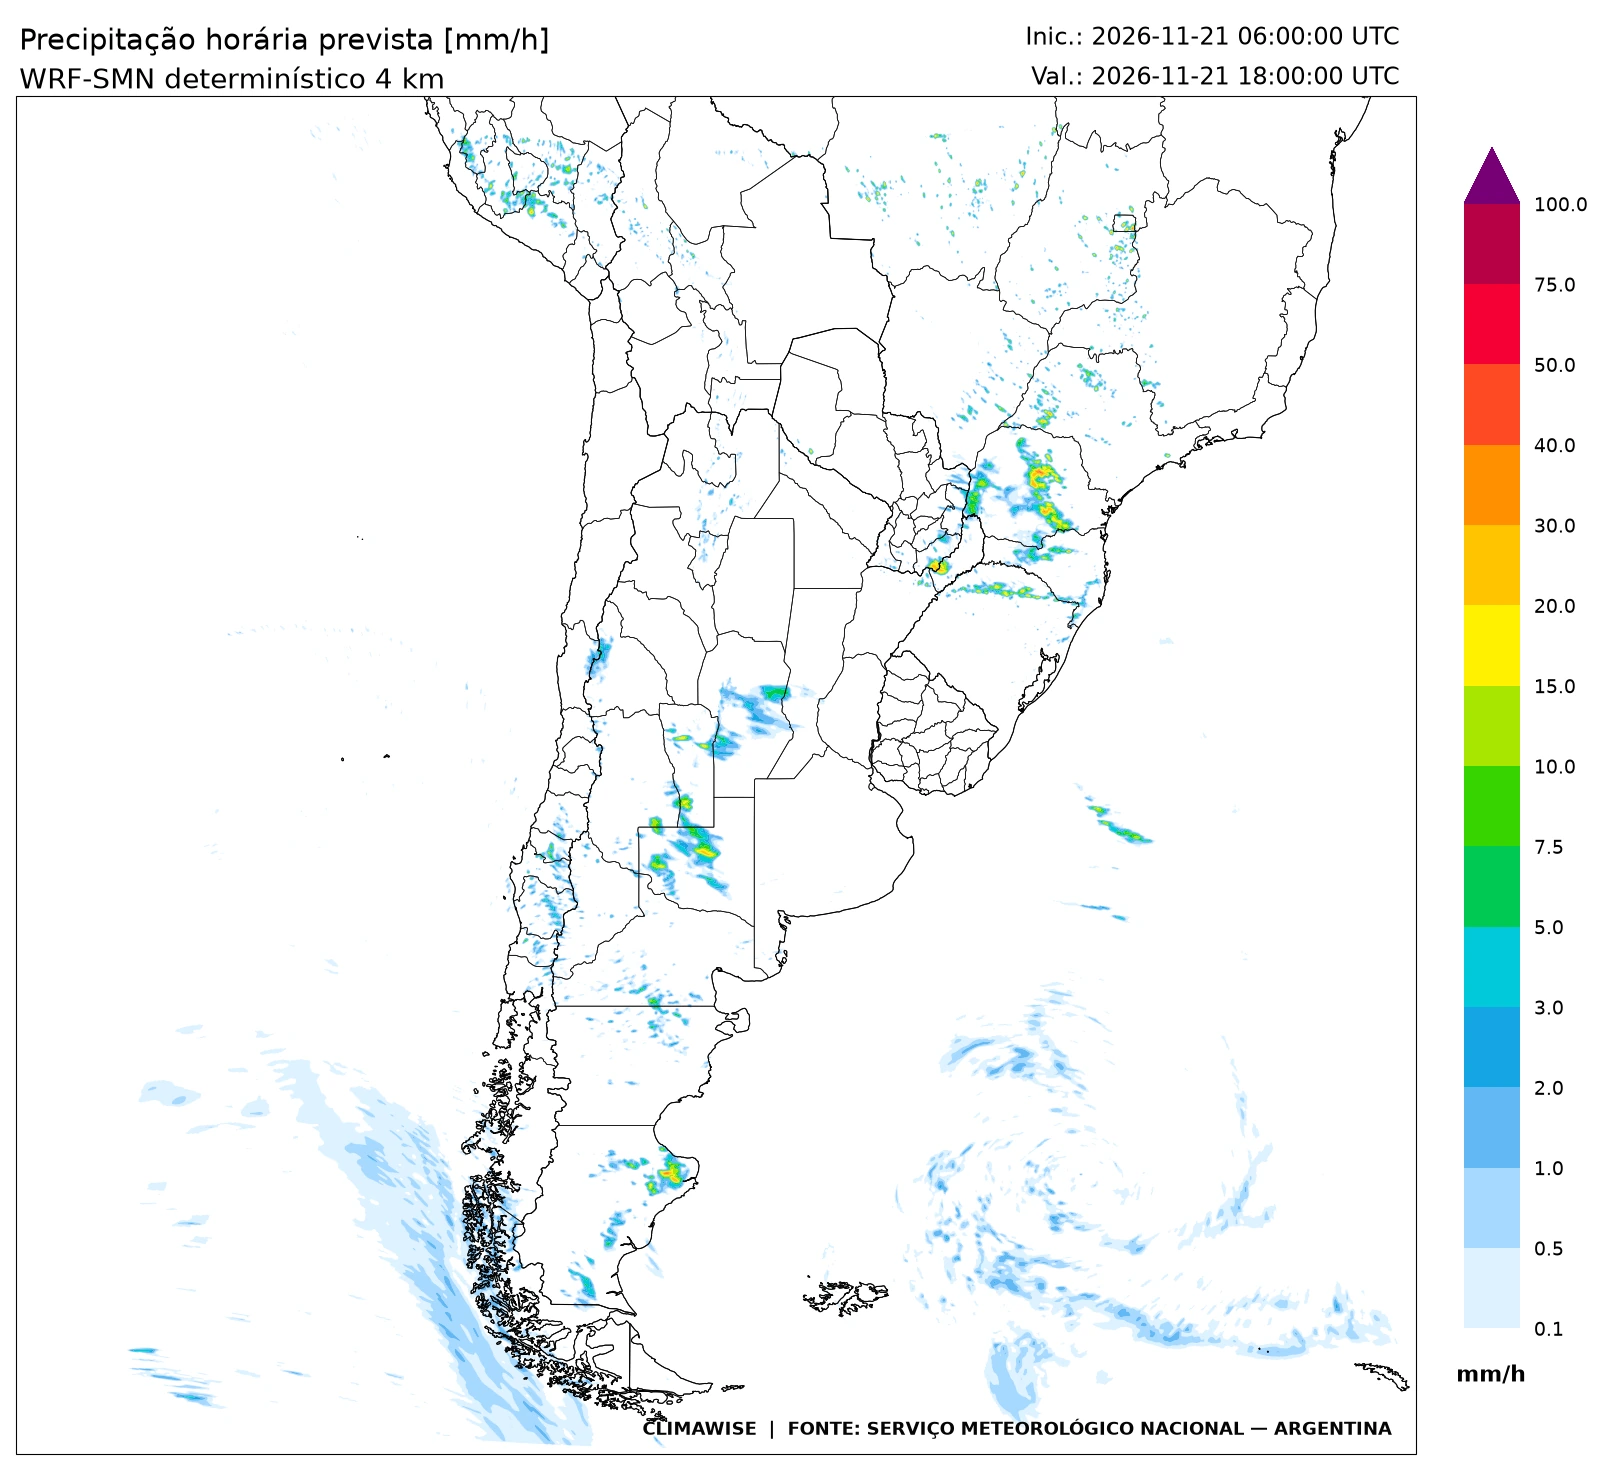 Precipitação horária prevista [mm/h]
WRF-SMN determinístico 4 km
Inic.: 2026-11-21 06:00:00 UTC
Val.: 2026-11-21 18:00:00 UTC
100.0
75.0
50.0
40.0
30.0
20.0
15.0
10.0
7.5
5.0
3.0
2.0
1.0
0.5
0.1
mm/h
CLIMAWISE | FONTE: SERVIÇO METEOROLÓGICO NACIONAL — ARGENTINA